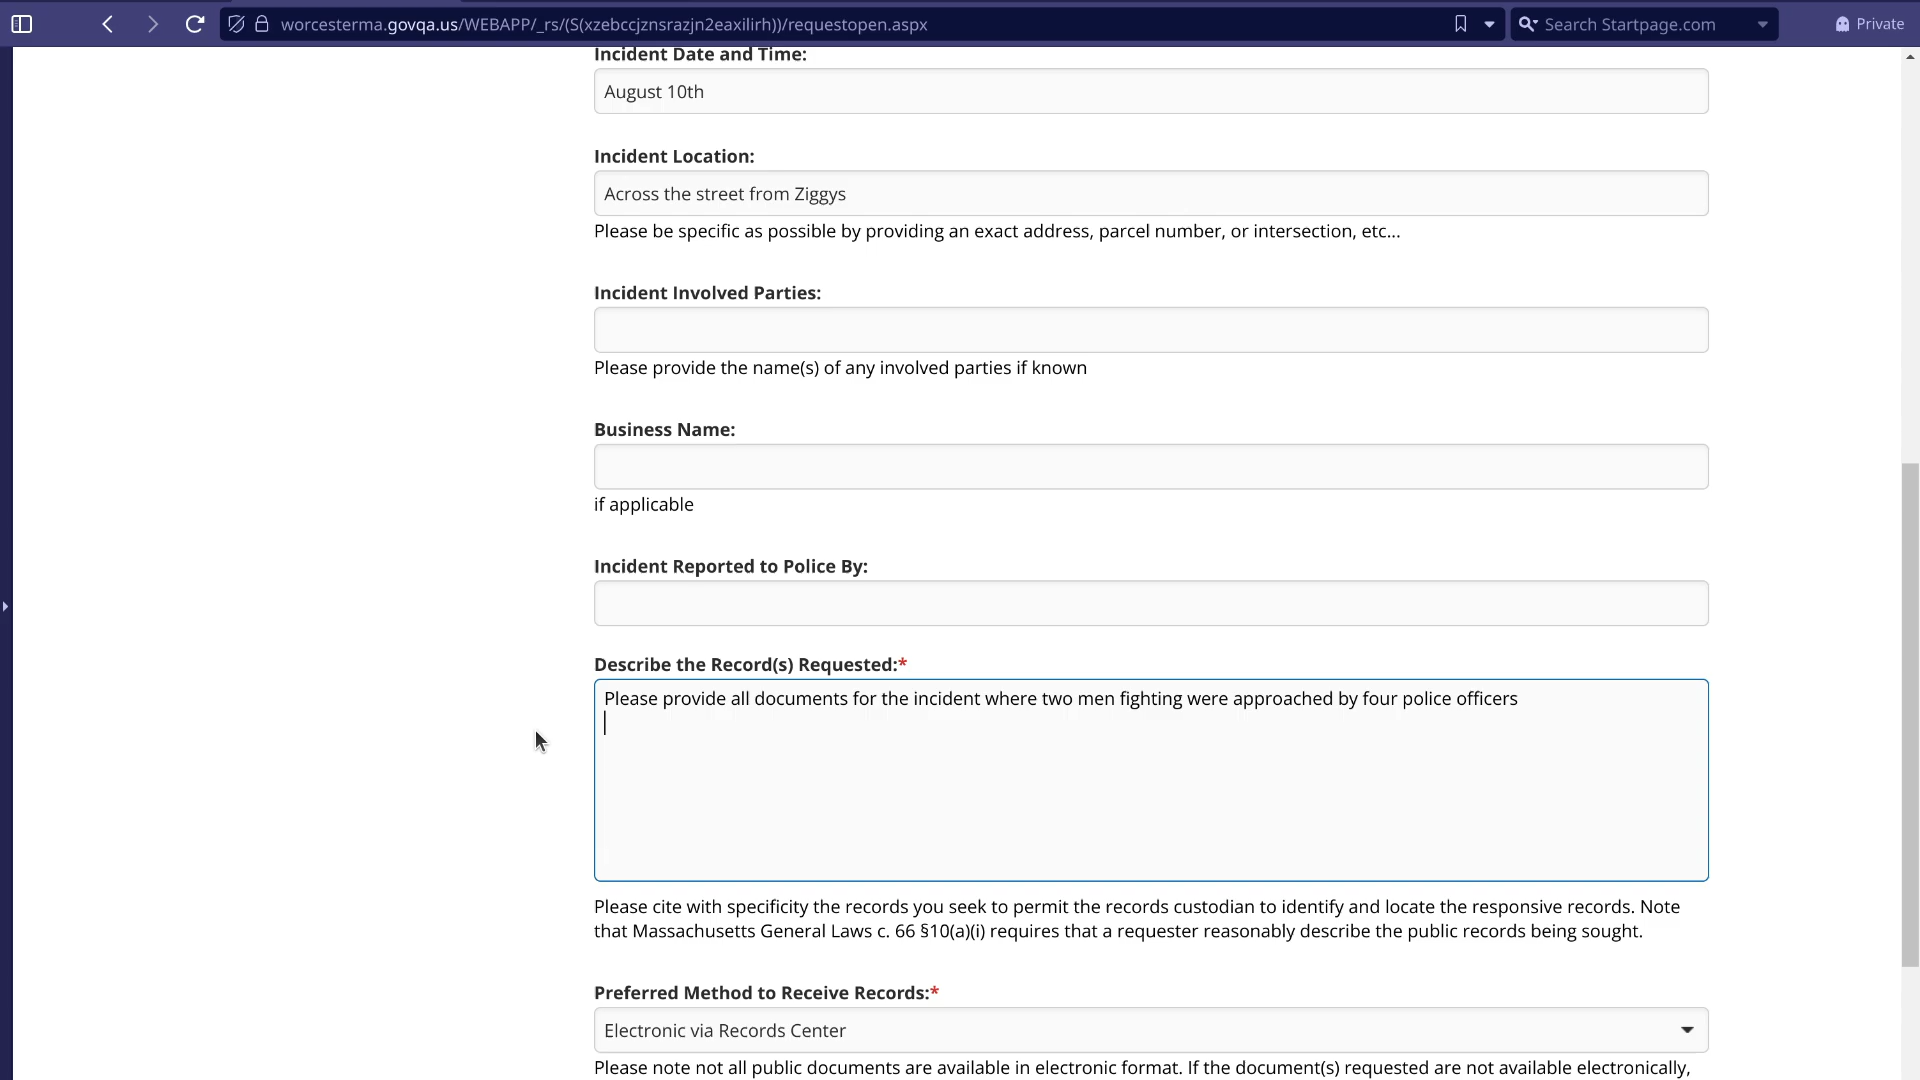 worcesterma.govqa.us/WEBAPP/_rs/(S(xzebccjznsrazjn2eaxilirh))/requestopen.aspx
Search Startpage.com
Private
Incident Date and Time:
August 10th
Incident Location:
Across the street from Ziggys
Please be specific as possible by providing an exact address, parcel number, or intersection, etc...
Incident Involved Parties:
Please provide the name(s) of any involved parties if known
Business Name:
if applicable
Incident Reported to Police By:
Describe the Record(s) Requested:*
Please provide all documents for the incident where two men fighting were approached by four police officers
Please cite with specificity the records you seek to permit the records custodian to identify and locate the responsive records. Note
that Massachusetts General Laws c. 66 §10(a)(i) requires that a requester reasonably describe the public records being sought.
Preferred Method to Receive Records:*
Electronic via Records Center
Please note not all public documents are available in electronic format. If the document(s) requested are not available electronically,